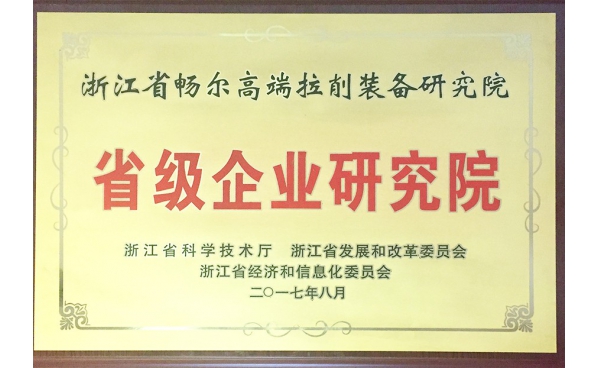 浙江省畅尔高端拉削装备研究院
省级企业研究院
浙江省科学技术厅 浙江省发展和改革委员会
浙江省经济和信息化委员会
二〇一七年八月